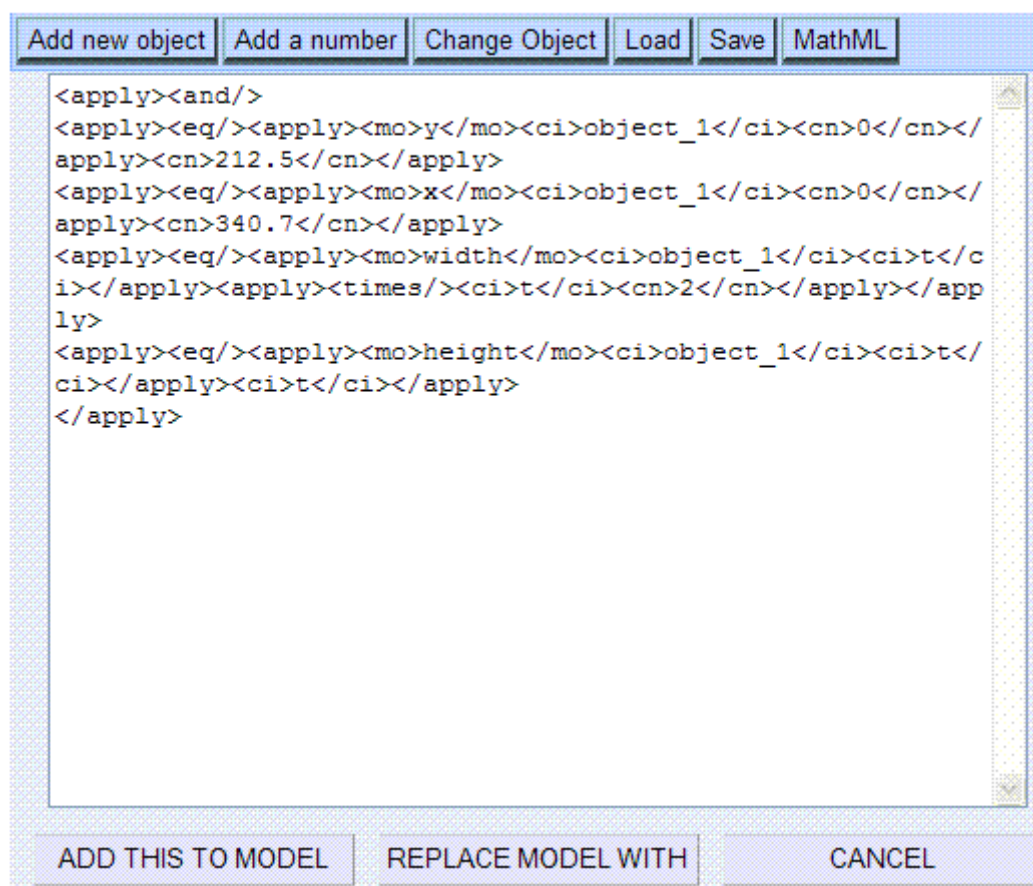 Add new object Add a number Change Object Load Save MathML
<apply><and/>
<apply><eq/><apply><mo>y</mo><ci>object_1</ci><cn>0</cn></
apply><cn>212.5</cn></apply>
<apply><eq/><apply><mo>x</mo><ci>object_1</ci><cn>0</cn></
apply><cn>340.7</cn></apply>
<apply><eq/><apply><mo>width</mo><ci>object_1</ci><ci>t</c
i></apply><apply><times/><ci>t</ci><cn>2</cn></apply></app
ly>
<apply><eq/><apply><mo>height</mo><ci>object_1</ci><ci>t</
ci></apply><ci>t</ci></apply>
</apply>
ADD THIS TO MODEL REPLACE MODEL WITH CANCEL